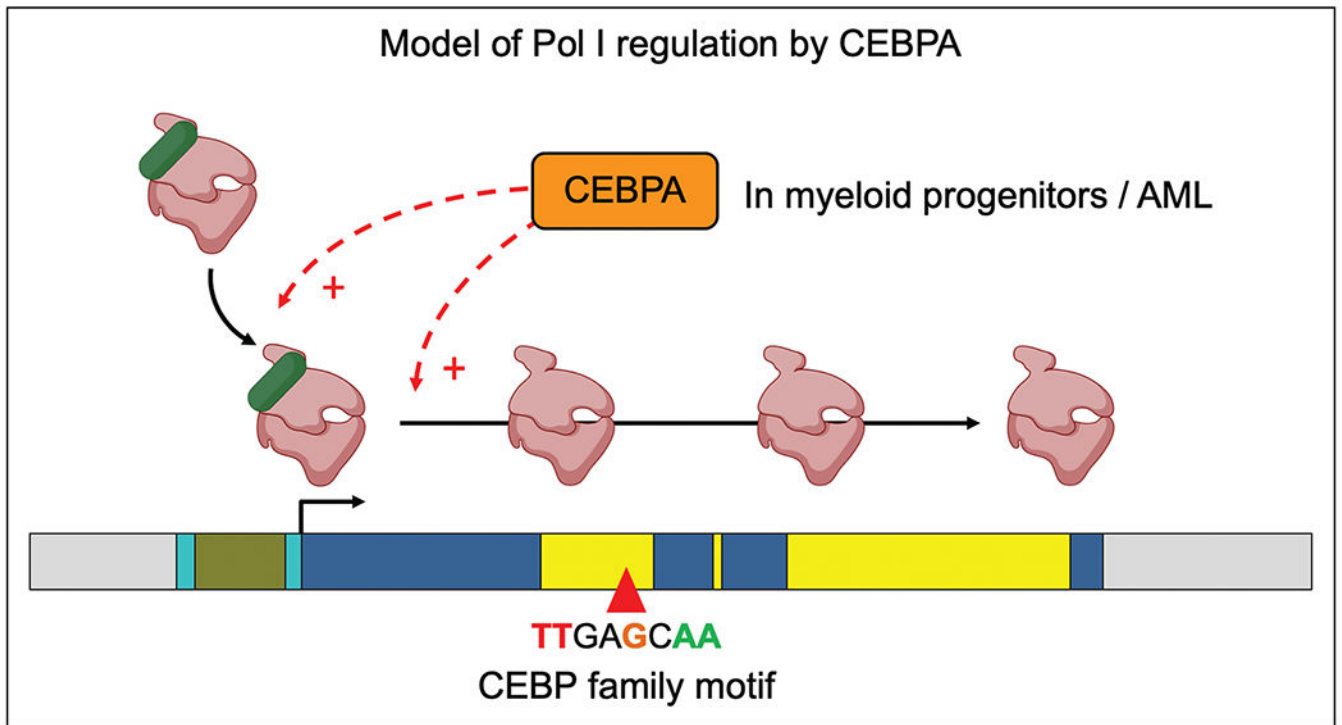 Model of Pol I regulation by CEBPA
CEBPA
In myeloid progenitors / AML
+
+
TTGAGCAA
CEBP family motif